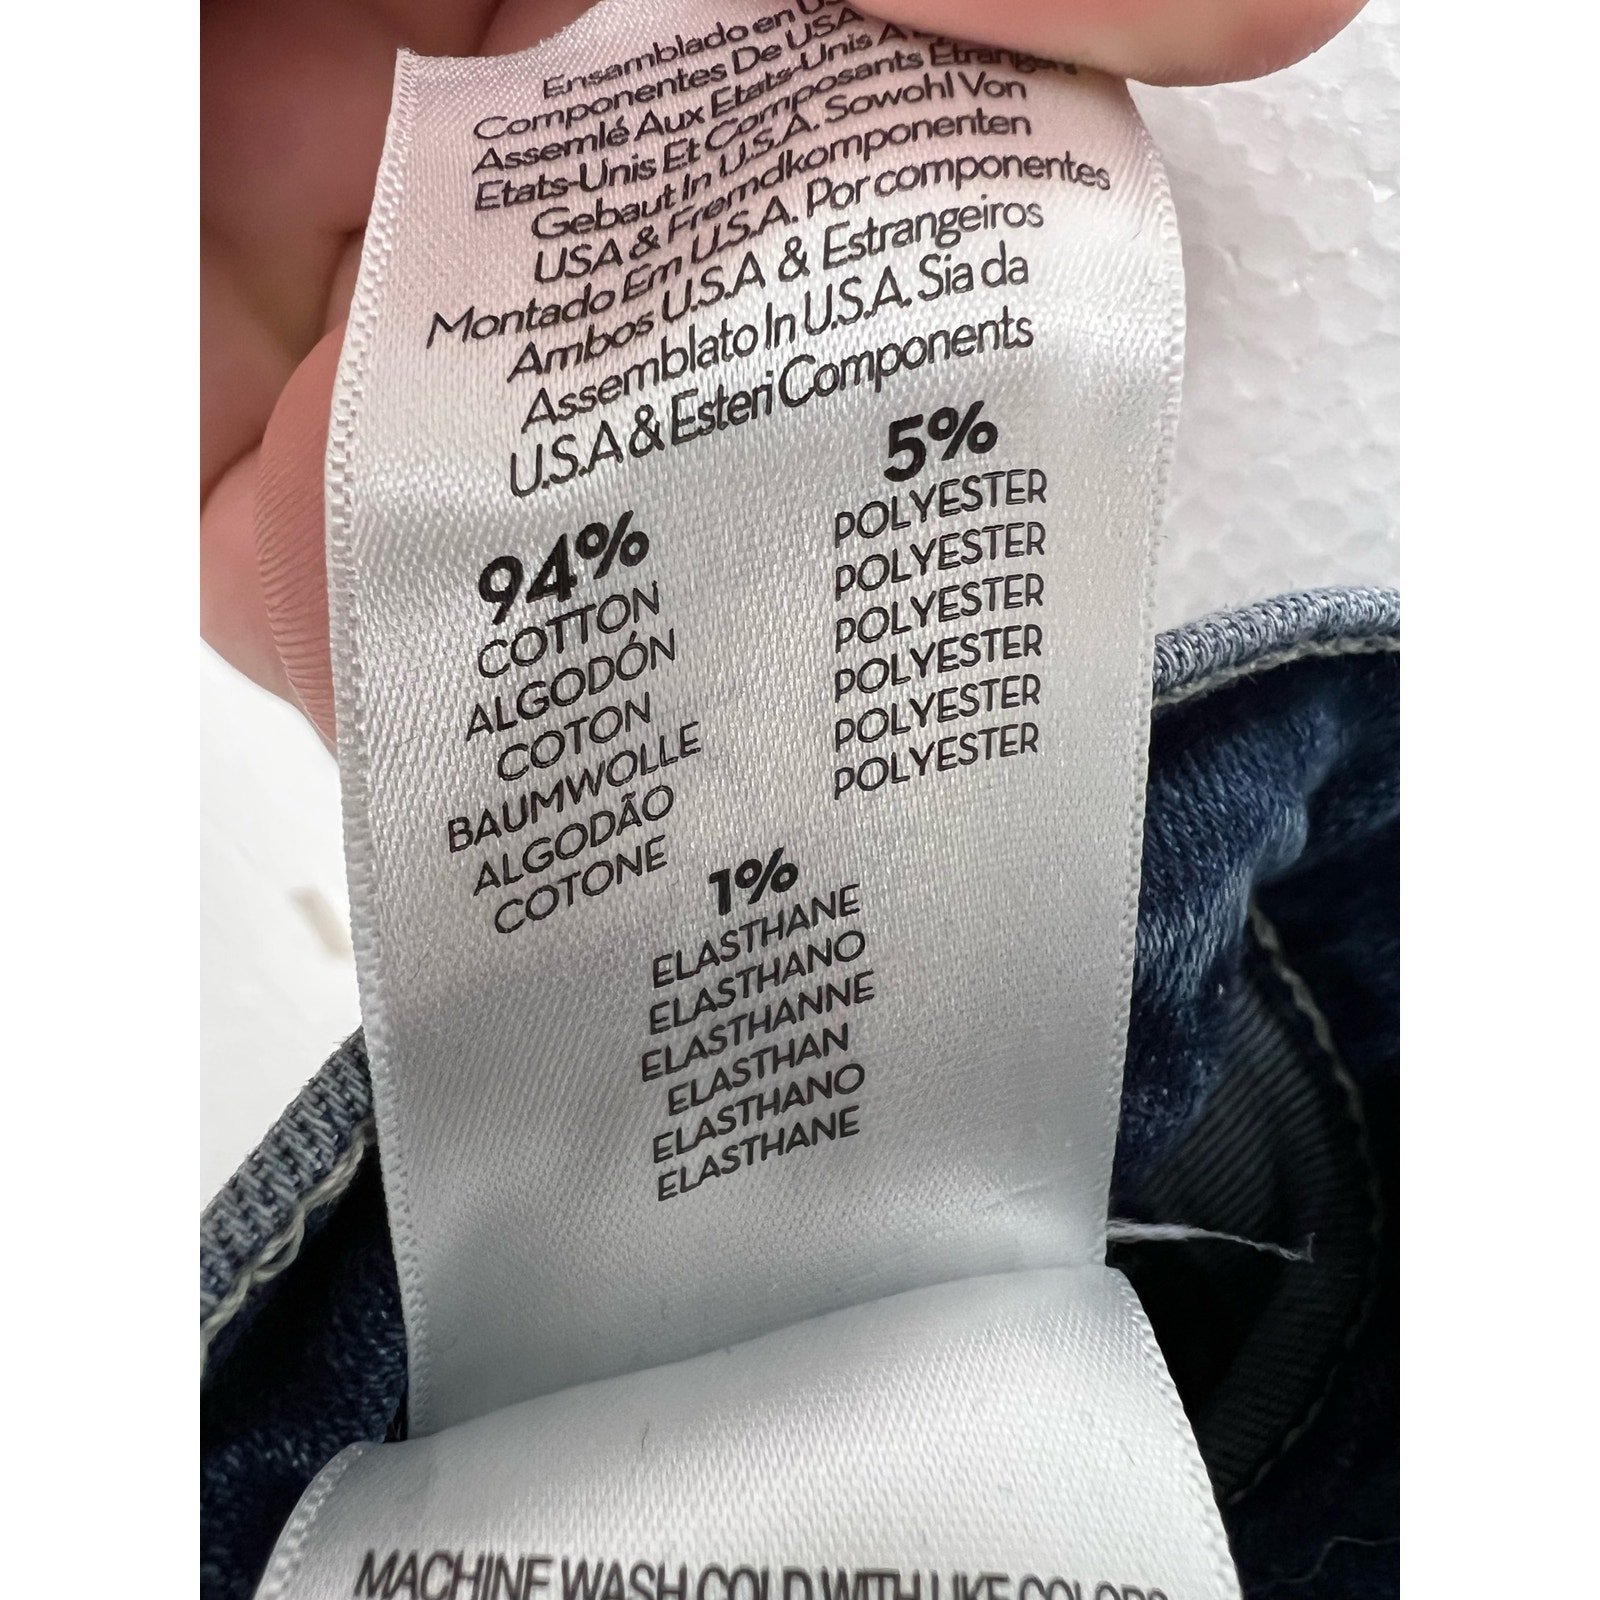 Ensamblado en
Componentes De USA
Assemlé Aux Etats-Unis A
Etats-Unis Et Composants Etrangers
Gebaut In U.S.A. Sowohl Von
USA & Fremdkomponenten
Montado Em U.S.A. Por componentes
Ambos U.S.A & Estrangeiros
Assemblato In U.S.A. Sia da
U.S.A & Esteri Components
94%
COTTON
ALGODÓN
COTON
BAUMWOLLE
ALGODÃO
COTONE
5%
POLYESTER
POLYESTER
POLYESTER
POLYESTER
POLYESTER
POLYESTER
1%
ELASTHANE
ELASTHANO
ELASTHANNE
ELASTHAN
ELASTHANO
ELASTHANE
MACHINE WASH COLD WITH LIKE COLORS